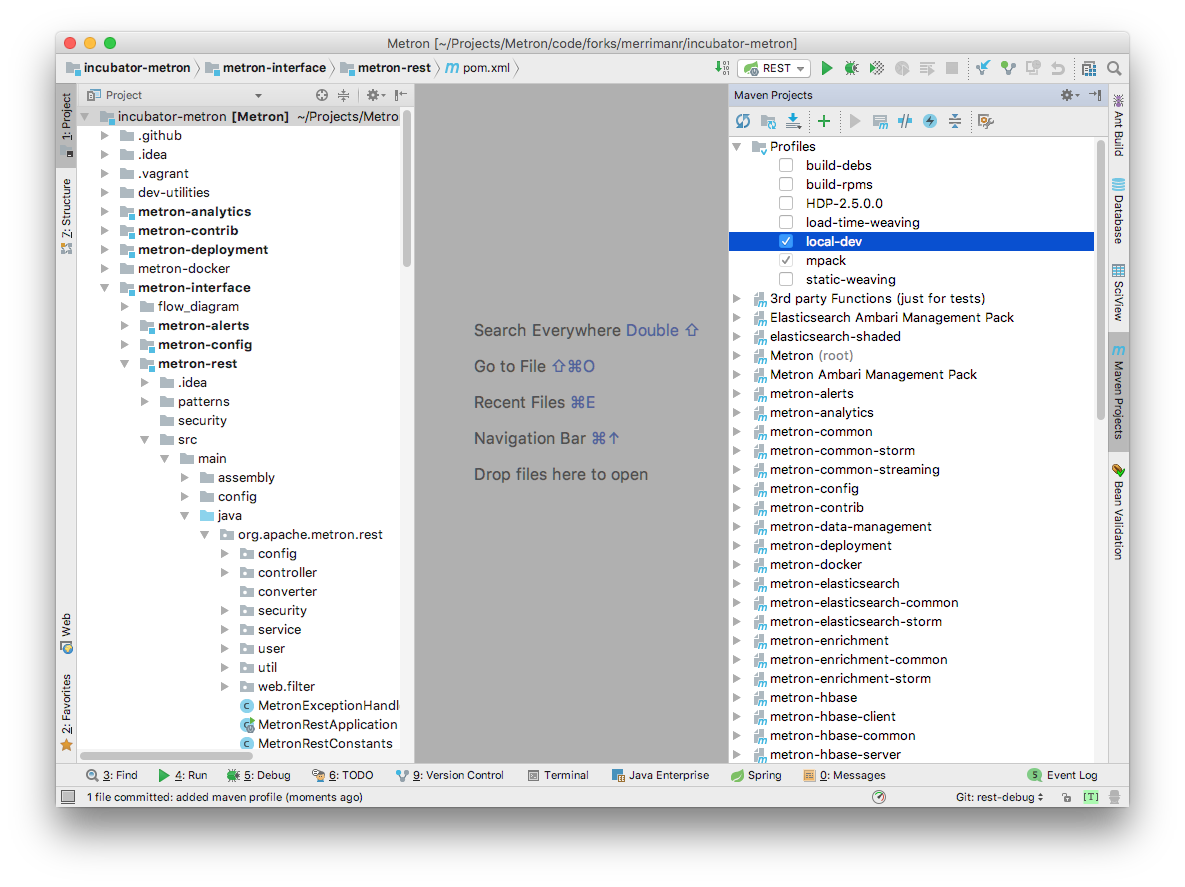 Metron [~/Projects/Metron/code/forks/merrimanr/incubator-metron]
incubator-metron metron-interface metron-rest m pom.xml REST
1: Project
7: Structure
Web
2: Favorites
Project
incubator-metron [Metron] ~/Projects/Metro
.github
.idea
.vagrant
dev-utilities
metron-analytics
metron-contrib
metron-deployment
metron-docker
metron-interface
flow_diagram
metron-alerts
metron-config
metron-rest
.idea
patterns
security
src
main
assembly
config
java
org.apache.metron.rest
config
controller
converter
security
service
user
util
web.filter
MetronExceptionHandl
MetronRestApplication
MetronRestConstants
Search Everywhere Double ⇧
Go to File ⇧⌘O
Recent Files ⌘E
Navigation Bar ⌘↑
Drop files here to open
Maven Projects
Profiles
build-debs
build-rpms
HDP-2.5.0.0
load-time-weaving
local-dev
mpack
static-weaving
3rd party Functions (just for tests)
Elasticsearch Ambari Management Pack
elasticsearch-shaded
Metron (root)
Metron Ambari Management Pack
metron-alerts
metron-analytics
metron-common
metron-common-storm
metron-common-streaming
metron-config
metron-contrib
metron-data-management
metron-deployment
metron-docker
metron-elasticsearch
metron-elasticsearch-common
metron-elasticsearch-storm
metron-enrichment
metron-enrichment-common
metron-enrichment-storm
metron-hbase
metron-hbase-client
metron-hbase-common
metron-hbase-server
Ant Build
Database
SciView
Maven Projects
Bean Validation
3: Find 4: Run 5: Debug 6: TODO 9: Version Control Terminal Java Enterprise Spring 0: Messages 5 Event Log
1 file committed: added maven profile (moments ago) Git: rest-debug [T]